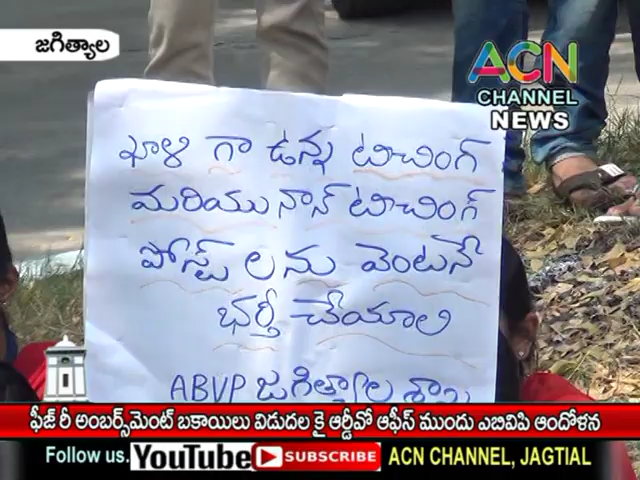 జగిత్యాల
ACN
CHANNEL
NEWS
ఖాళీ గా ఉన్న టీచింగ్
మరియు నాన్ టీచింగ్
పోస్ట్ లను వెంటనే
భర్తీ చేయాలి
ABVP జగిత్యాల శాఖ
ఫీజ్ రీ అంబర్స్‌మెంట్ బకాయిలు విడుదల కై ఆర్డీవో ఆఫీస్ ముందు ఎబివిపి ఆందోళన
Follow us. YouTube SUBSCRIBE ACN CHANNEL, JAGTIAL